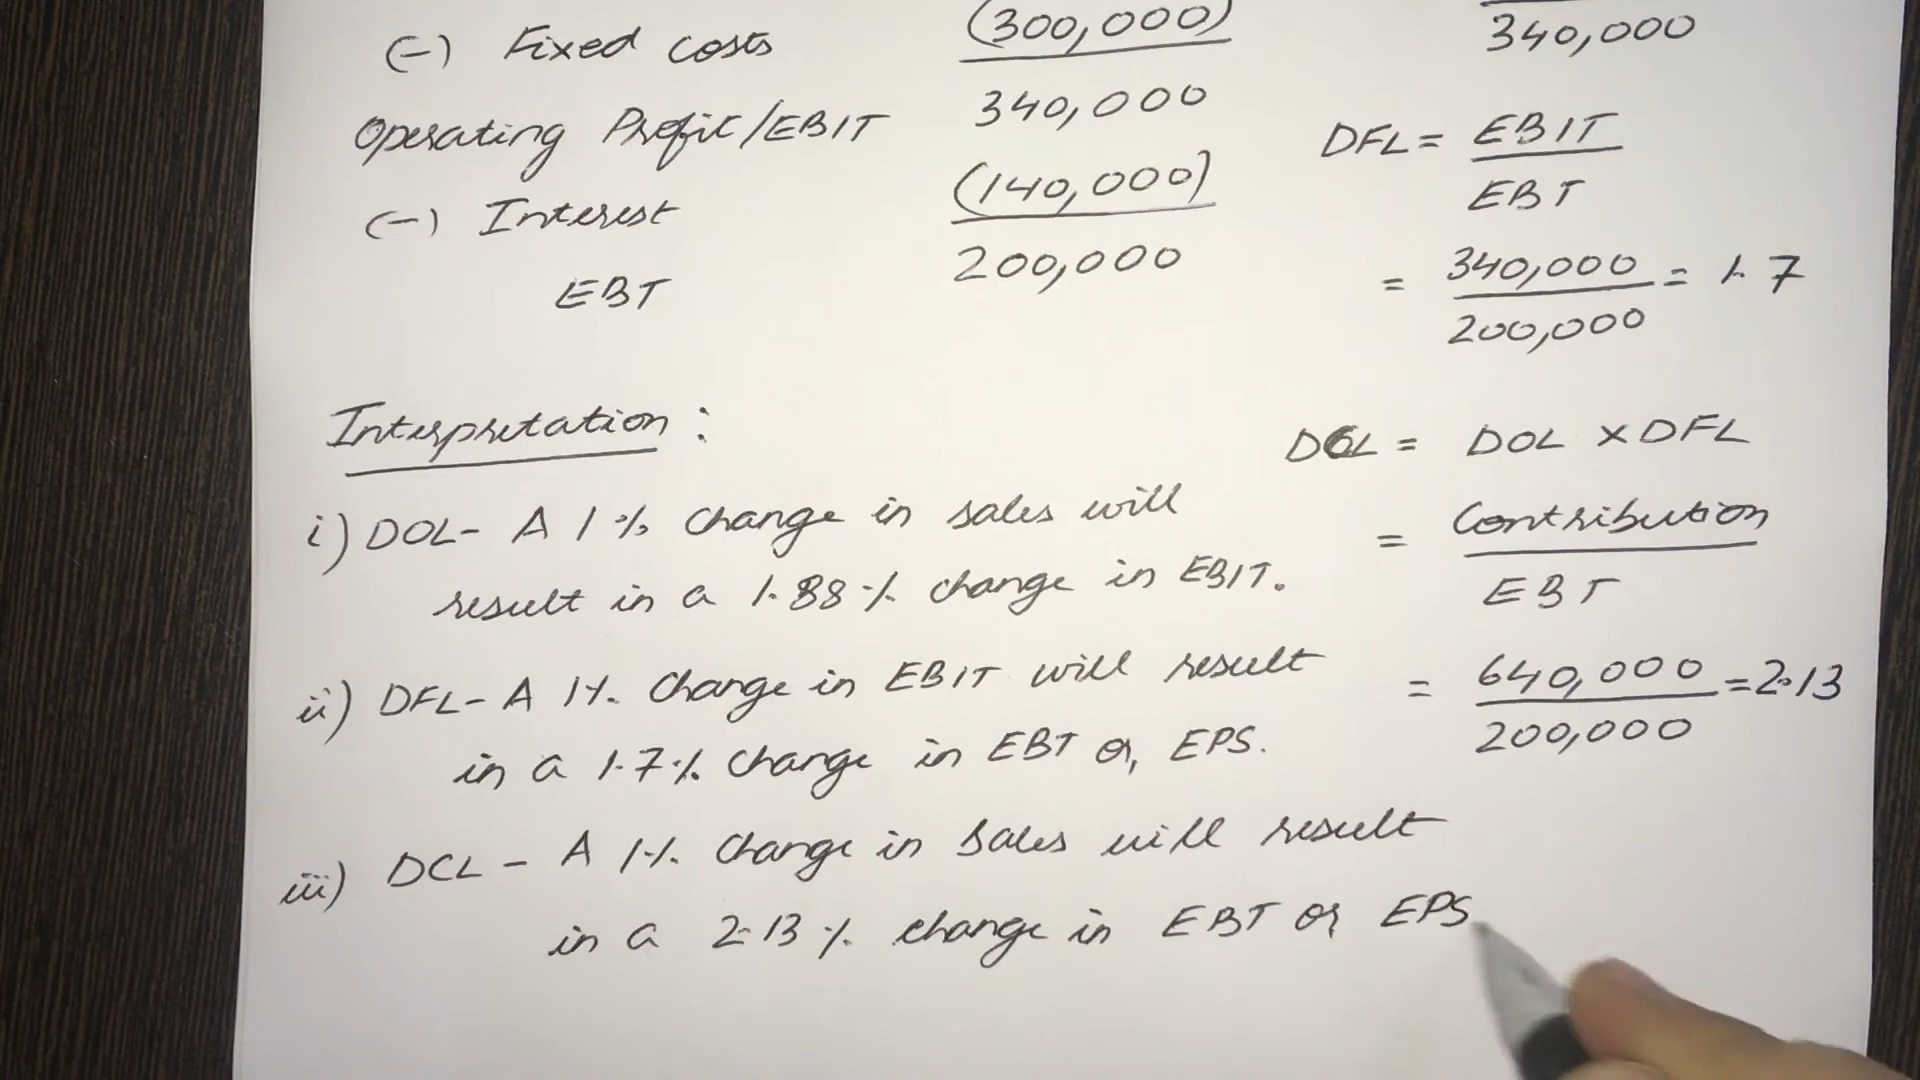 (-) Fixed costs (300,000)
Operating Profit/EBIT 340,000
(-) Interest (140,000)
EBT 200,000
340,000
DFL = EBIT
EBT
= 340,000 = 1.7
200,000
Interpretation :
i) DOL - A 1% change in sales will
result in a 1.88% change in EBIT.
ii) DFL - A 1%. Change in EBIT will result
in a 1.7%. change in EBT or, EPS.
iii) DCL - A 1%. Change in Sales will result
in a 2.13 %. change in EBT or EPS
DCL = DOL X DFL
= Contribution
EBT
= 640,000 = 2.13
200,000